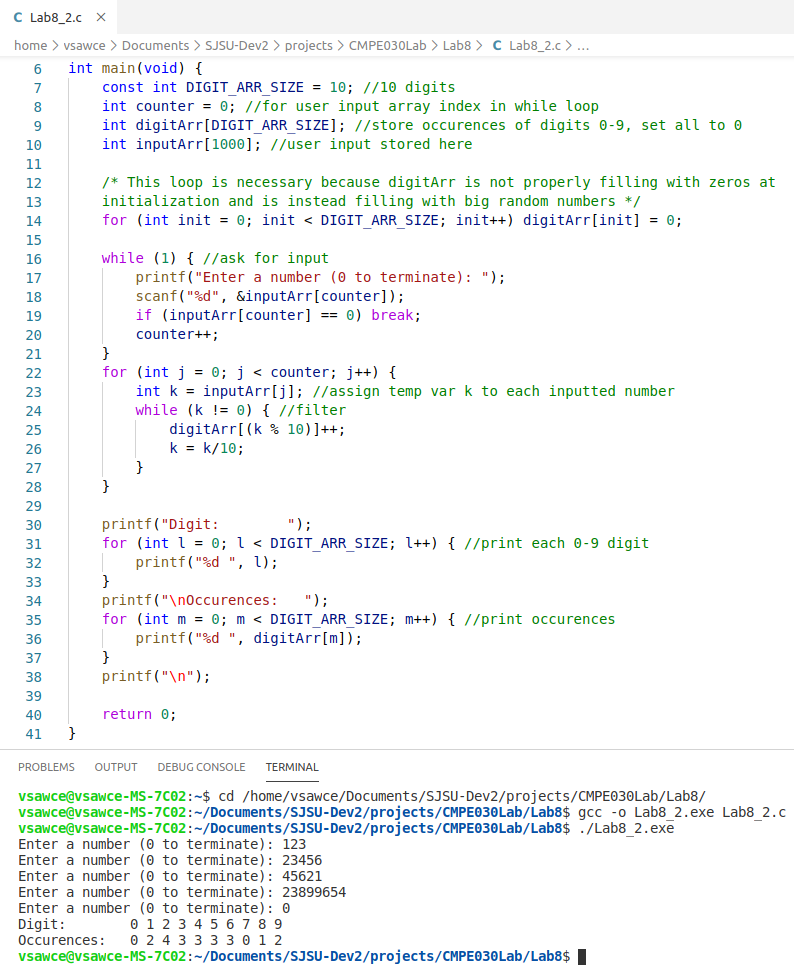 C Lab8_2.c ×
home > vsawce > Documents > SJSU-Dev2 > projects > CMPE030Lab > Lab8 > C Lab8_2.c > ...
6 int main(void) {
7 const int DIGIT_ARR_SIZE = 10; //10 digits
8 int counter = 0; //for user input array index in while loop
9 int digitArr[DIGIT_ARR_SIZE]; //store occurences of digits 0-9, set all to 0
10 int inputArr[1000]; //user input stored here
11
12 /* This loop is necessary because digitArr is not properly filling with zeros at
13 initialization and is instead filling with big random numbers */
14 for (int init = 0; init < DIGIT_ARR_SIZE; init++) digitArr[init] = 0;
15
16 while (1) { //ask for input
17 printf("Enter a number (0 to terminate): ");
18 scanf("%d", &inputArr[counter]);
19 if (inputArr[counter] == 0) break;
20 counter++;
21 }
22 for (int j = 0; j < counter; j++) {
23 int k = inputArr[j]; //assign temp var k to each inputted number
24 while (k != 0) { //filter
25 digitArr[(k % 10)]++;
26 k = k/10;
27 }
28 }
29
30 printf("Digit:        ");
31 for (int l = 0; l < DIGIT_ARR_SIZE; l++) { //print each 0-9 digit
32 printf("%d ", l);
33 }
34 printf("\nOccurences:   ");
35 for (int m = 0; m < DIGIT_ARR_SIZE; m++) { //print occurences
36 printf("%d ", digitArr[m]);
37 }
38 printf("\n");
39
40 return 0;
41 }
PROBLEMS OUTPUT DEBUG CONSOLE TERMINAL
vsawce@vsawce-MS-7C02:~$ cd /home/vsawce/Documents/SJSU-Dev2/projects/CMPE030Lab/Lab8/
vsawce@vsawce-MS-7C02:~/Documents/SJSU-Dev2/projects/CMPE030Lab/Lab8$ gcc -o Lab8_2.exe Lab8_2.c
vsawce@vsawce-MS-7C02:~/Documents/SJSU-Dev2/projects/CMPE030Lab/Lab8$ ./Lab8_2.exe
Enter a number (0 to terminate): 123
Enter a number (0 to terminate): 23456
Enter a number (0 to terminate): 45621
Enter a number (0 to terminate): 23899654
Enter a number (0 to terminate): 0
Digit:        0 1 2 3 4 5 6 7 8 9
Occurences:   0 2 4 3 3 3 3 0 1 2
vsawce@vsawce-MS-7C02:~/Documents/SJSU-Dev2/projects/CMPE030Lab/Lab8$